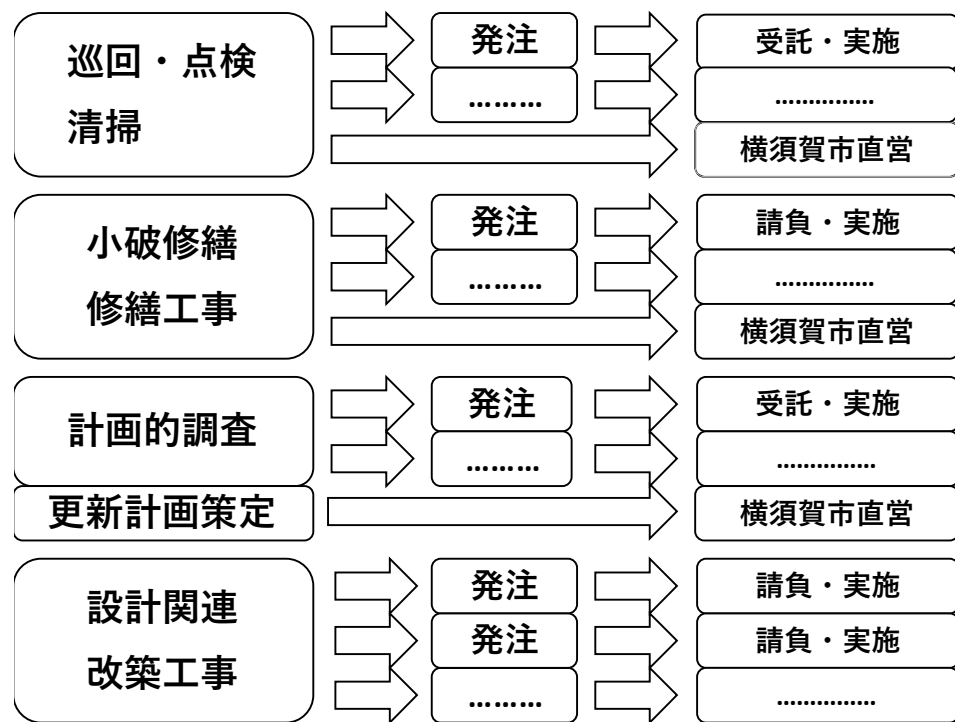 巡回・点検
清掃
発注
………
受託・実施
……………
横須賀市直営
小破修繕
修繕工事
発注
………
請負・実施
……………
横須賀市直営
計画的調査
更新計画策定
発注
………
受託・実施
……………
横須賀市直営
設計関連
改築工事
発注
発注
………
請負・実施
請負・実施
……………